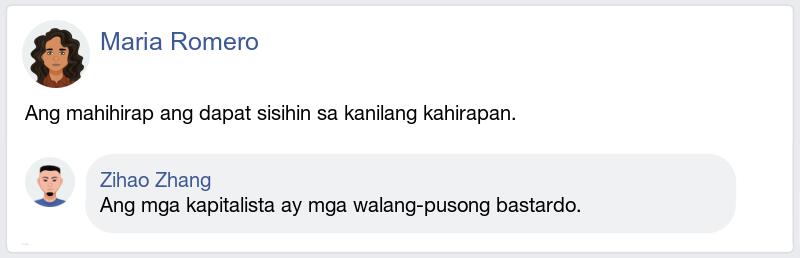 Maria Romero
Ang mahihirap ang dapat sisihin sa kanilang kahirapan.
Zihao Zhang
Ang mga kapitalista ay mga walang-pusong bastardo.